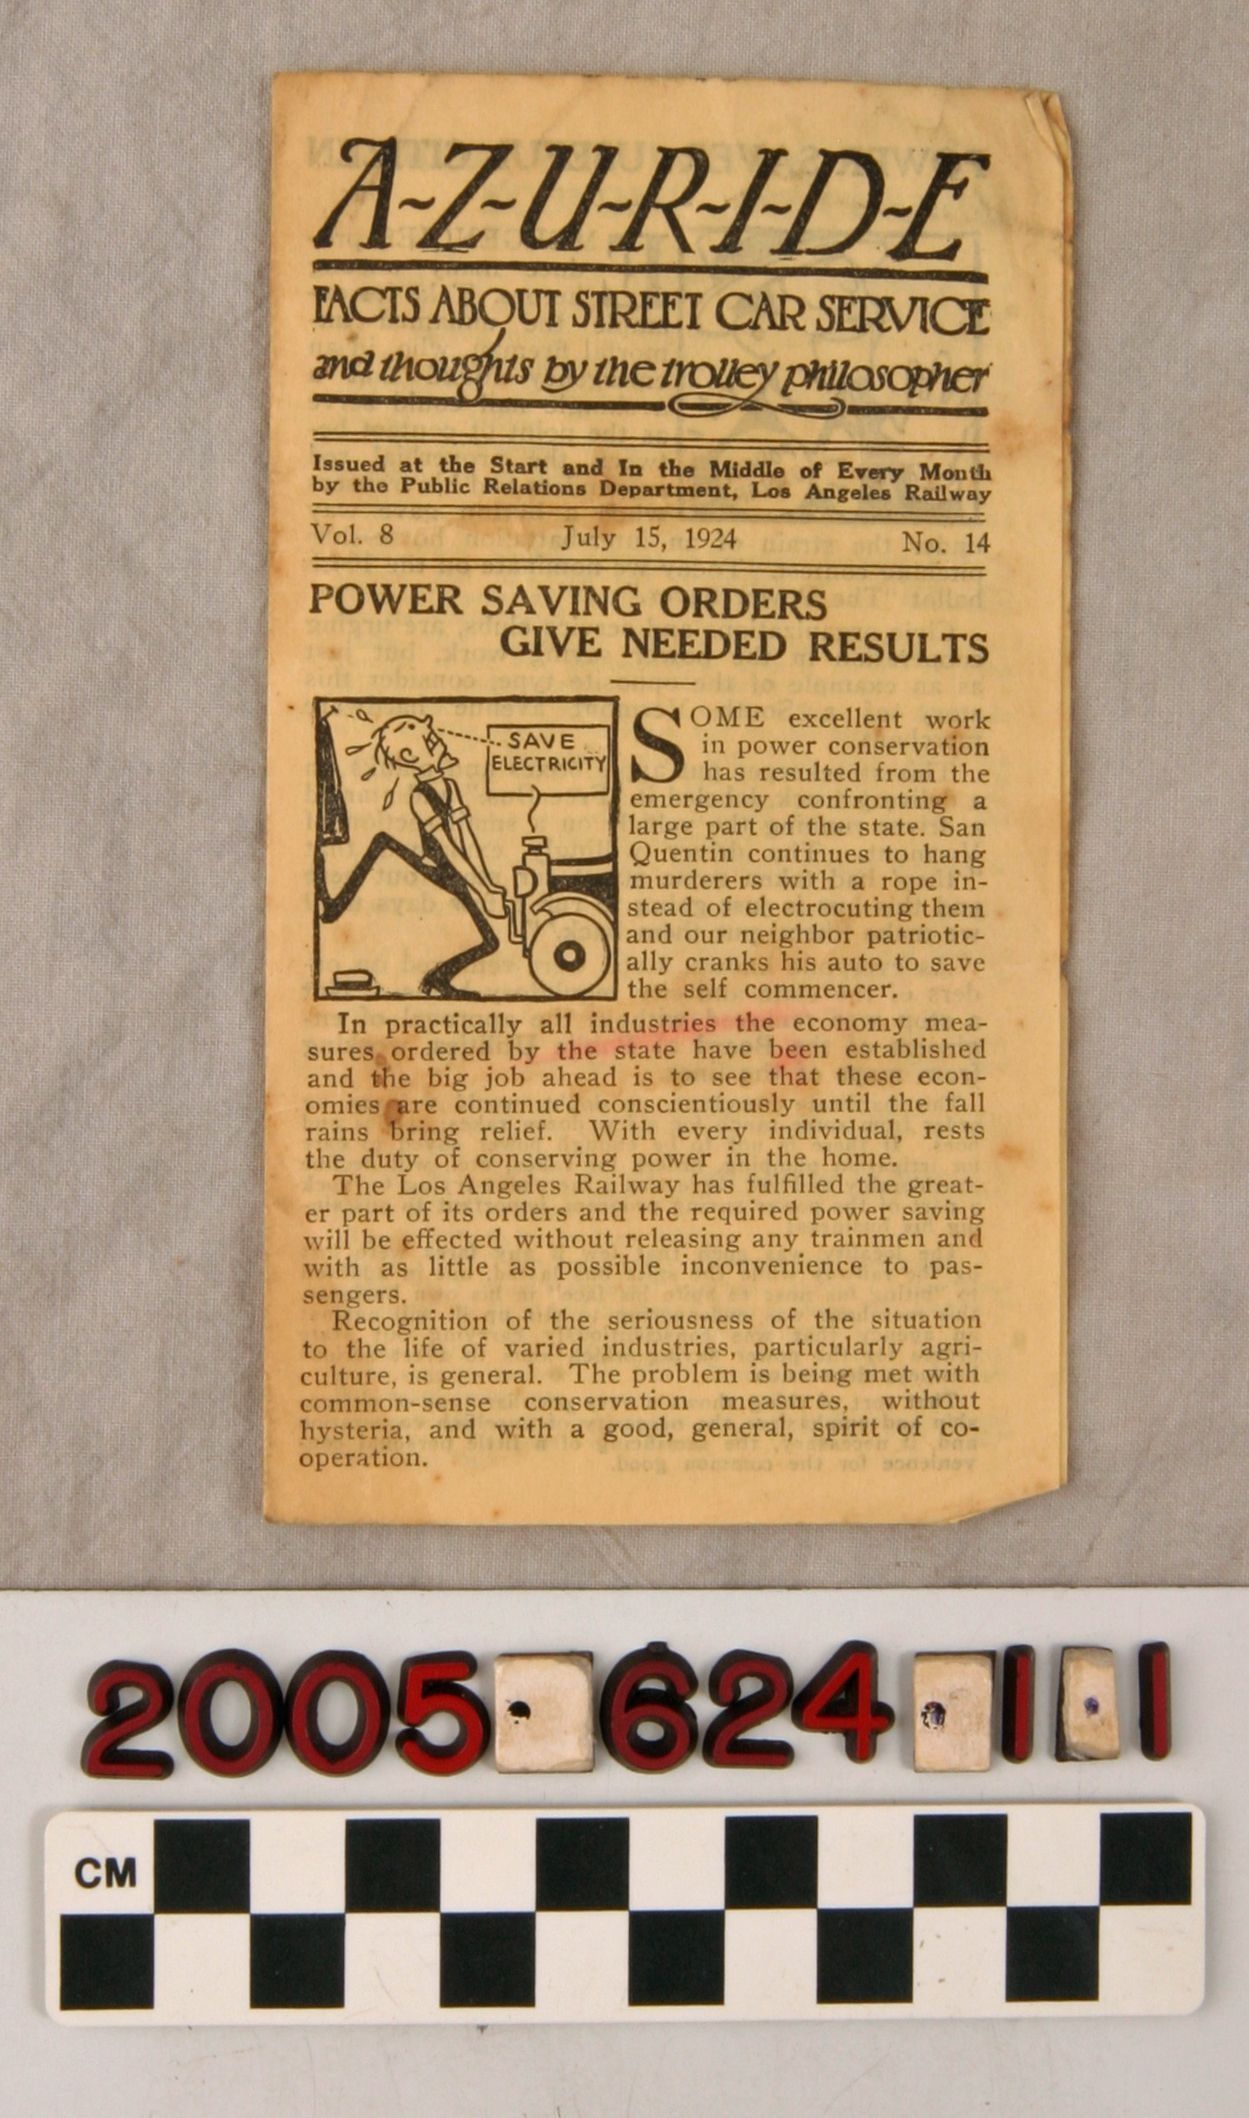 A-Z-U-R-I-D-E
FACTS ABOUT STREET CAR SERVICE
and thoughts by the trolley philosopher
Issued at the Start and In the Middle of Every Month
by the Public Relations Department, Los Angeles Railway
Vol. 8 July 15, 1924 No. 14
POWER SAVING ORDERS
GIVE NEEDED RESULTS
SAVE
ELECTRICITY
SOME excellent work
in power conservation
has resulted from the
emergency confronting a
large part of the state. San
Quentin continues to hang
murderers with a rope in-
stead of electrocuting them
and our neighbor patriotic-
ally cranks his auto to save
the self commencer.
In practically all industries the economy mea-
sures ordered by the state have been established
and the big job ahead is to see that these econ-
omies are continued conscientiously until the fall
rains bring relief. With every individual, rests
the duty of conserving power in the home.
The Los Angeles Railway has fulfilled the great-
er part of its orders and the required power saving
will be effected without releasing any trainmen and
with as little as possible inconvenience to pas-
sengers.
Recognition of the seriousness of the situation
to the life of varied industries, particularly agri-
culture, is general. The problem is being met with
common-sense conservation measures, without
hysteria, and with a good, general, spirit of co-
operation.
2005.624.1.1
CM